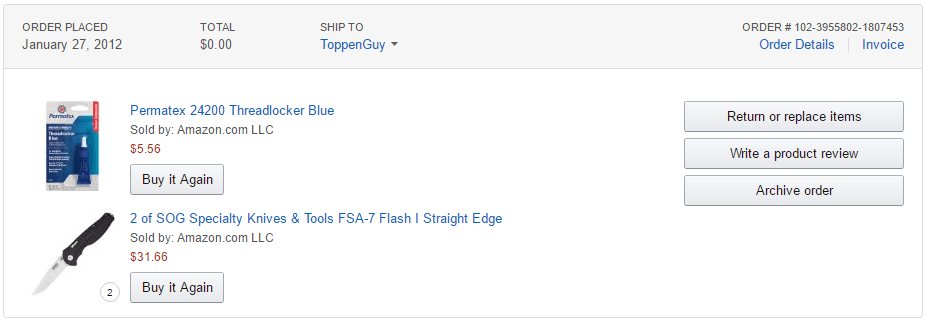 ORDER PLACED
January 27, 2012
TOTAL
$0.00
SHIP TO
ToppenGuy
ORDER # 102-3955802-1807453
Order Details
Invoice
Permatex
Threadlocker
Blue
Permatex 24200 Threadlocker Blue
Sold by: Amazon.com LLC
$5.56
Buy it Again
2 of SOG Specialty Knives & Tools FSA-7 Flash I Straight Edge
Sold by: Amazon.com LLC
$31.66
Buy it Again
2
Return or replace items
Write a product review
Archive order